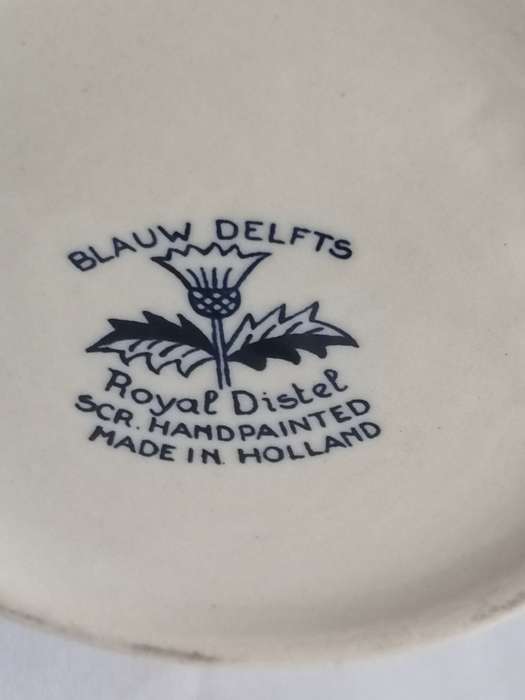 BLAUW DELFTS
Royal Distel
SCR. HANDPAINTED
MADE IN. HOLLAND